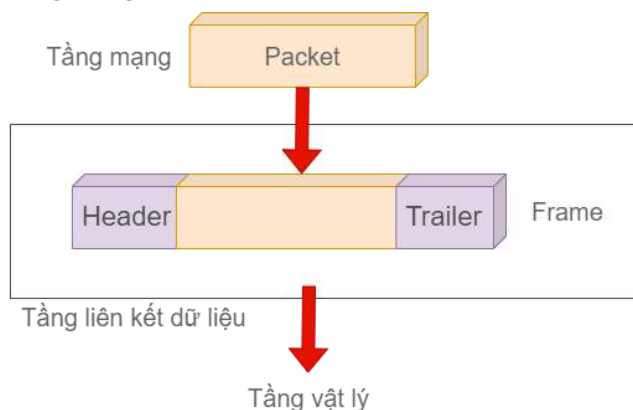 Tầng mạng
Packet
Header
Trailer
Frame
Tầng liên kết dữ liệu
Tầng vật lý